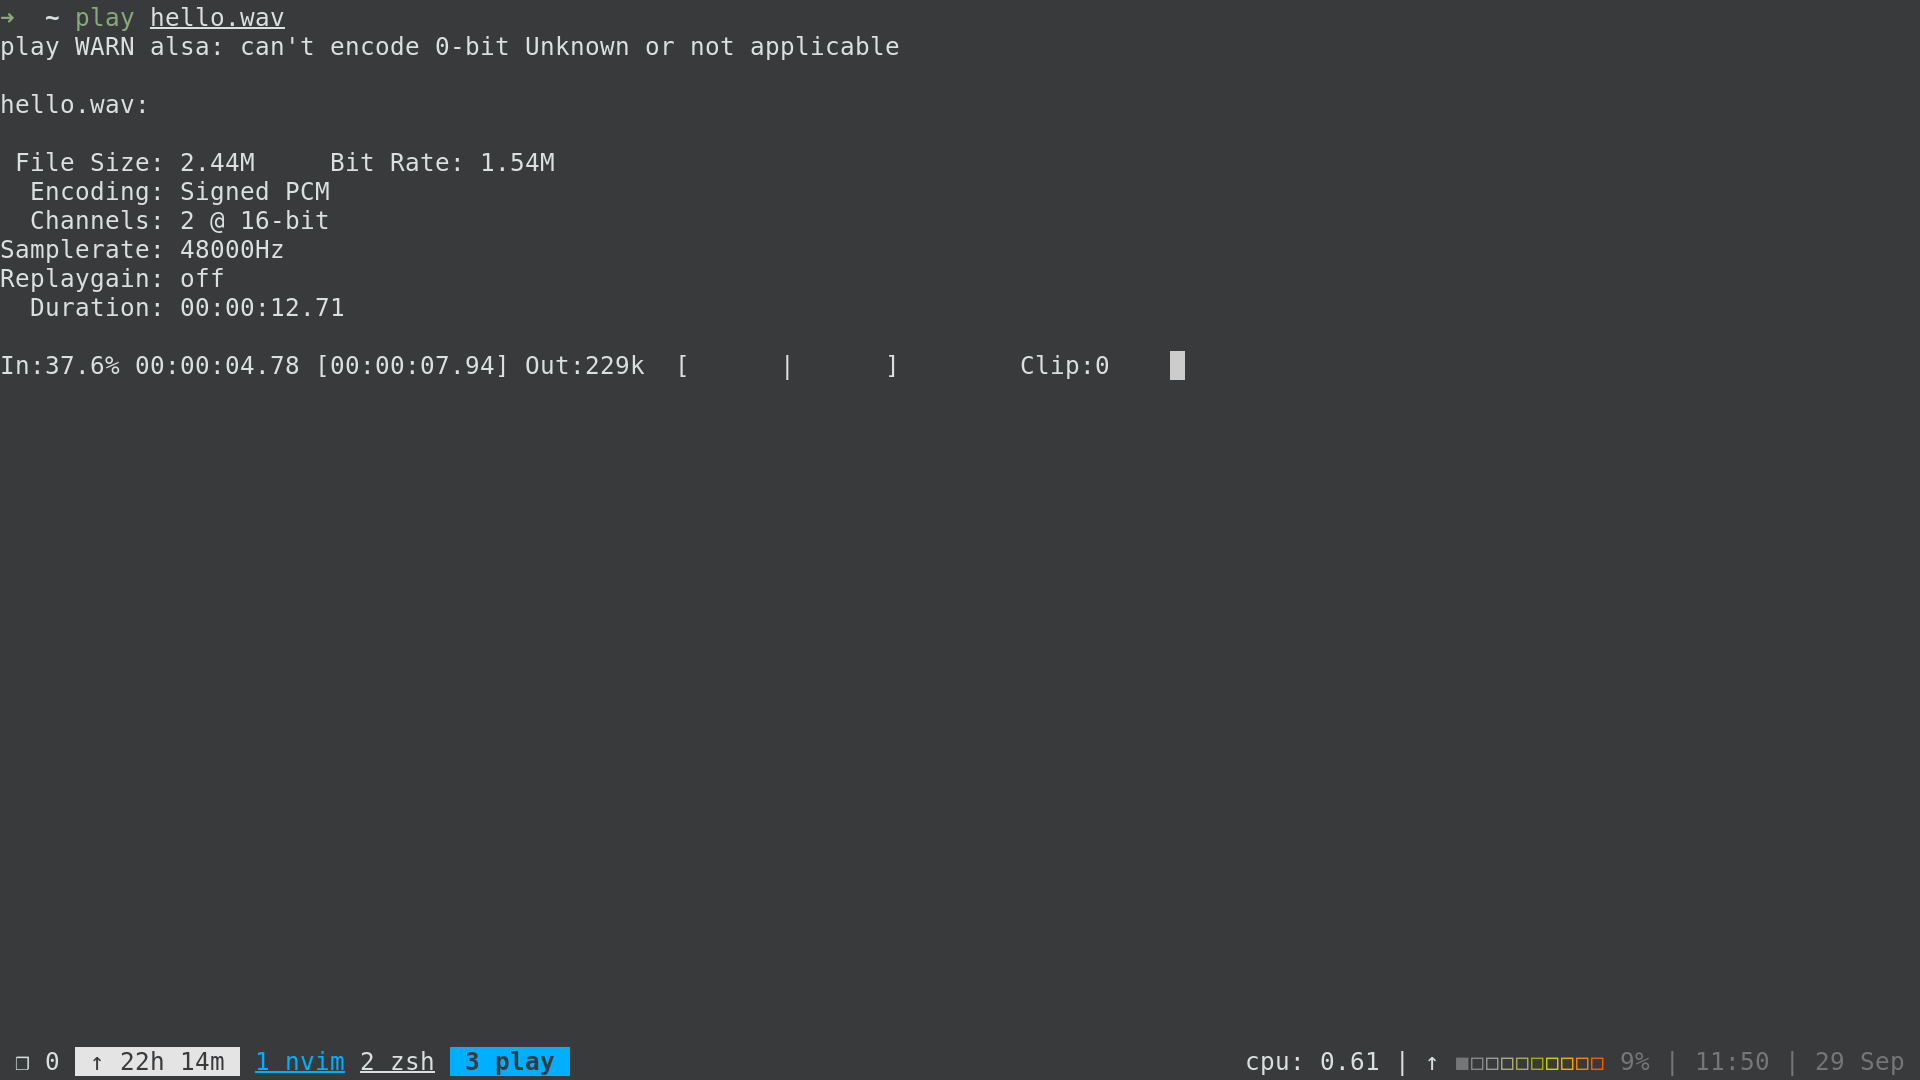 ➜  ~ play hello.wav
play WARN alsa: can't encode 0-bit Unknown or not applicable

hello.wav:

 File Size: 2.44M     Bit Rate: 1.54M
  Encoding: Signed PCM
  Channels: 2 @ 16-bit
Samplerate: 48000Hz
Replaygain: off
  Duration: 00:00:12.71

In:37.6% 00:00:04.78 [00:00:07.94] Out:229k  [      |      ]        Clip:0
❐ 0  ↑ 22h 14m  1 nvim 2 zsh  3 play  cpu: 0.61 | ↑ ◼◻◻◻◻◻◻◻◻◻ 9% | 11:50 | 29 Sep